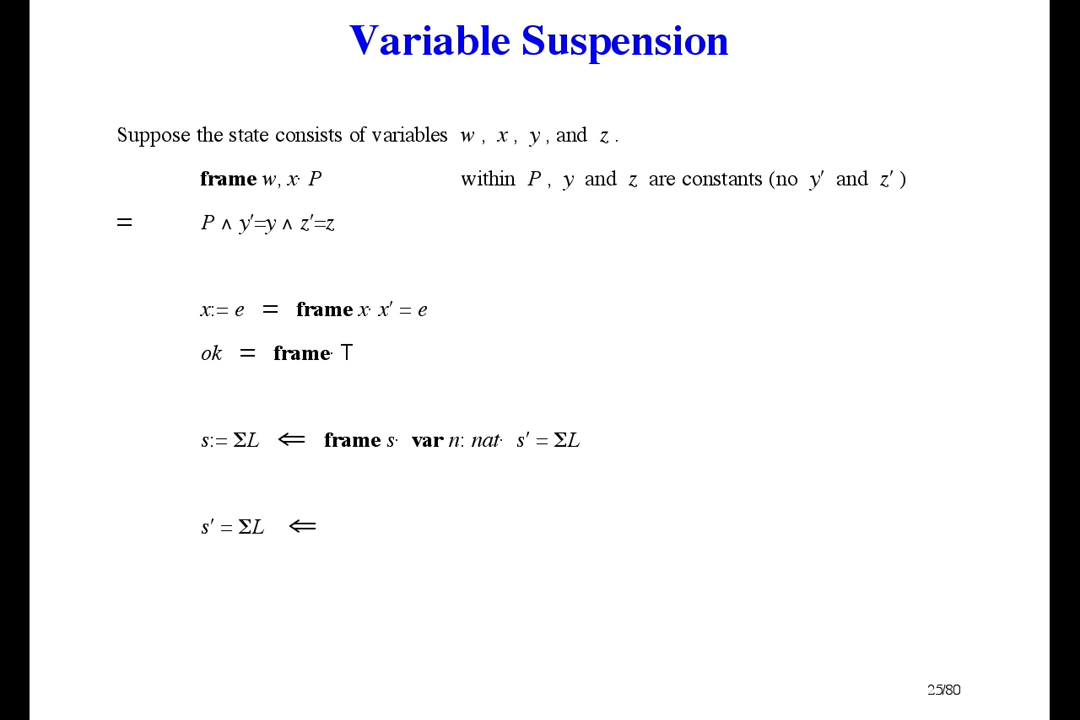 Variable Suspension
Suppose the state consists of variables w , x , y , and z .
frame w, x· P within P , y and z are constants (no y′ and z′ )
= P ∧ y′=y ∧ z′=z
x:= e = frame x· x′ = e
ok = frame· ⊤
s:= ΣL ⇐ frame s· var n: nat· s′ = ΣL
s′ = ΣL ⇐
25/80